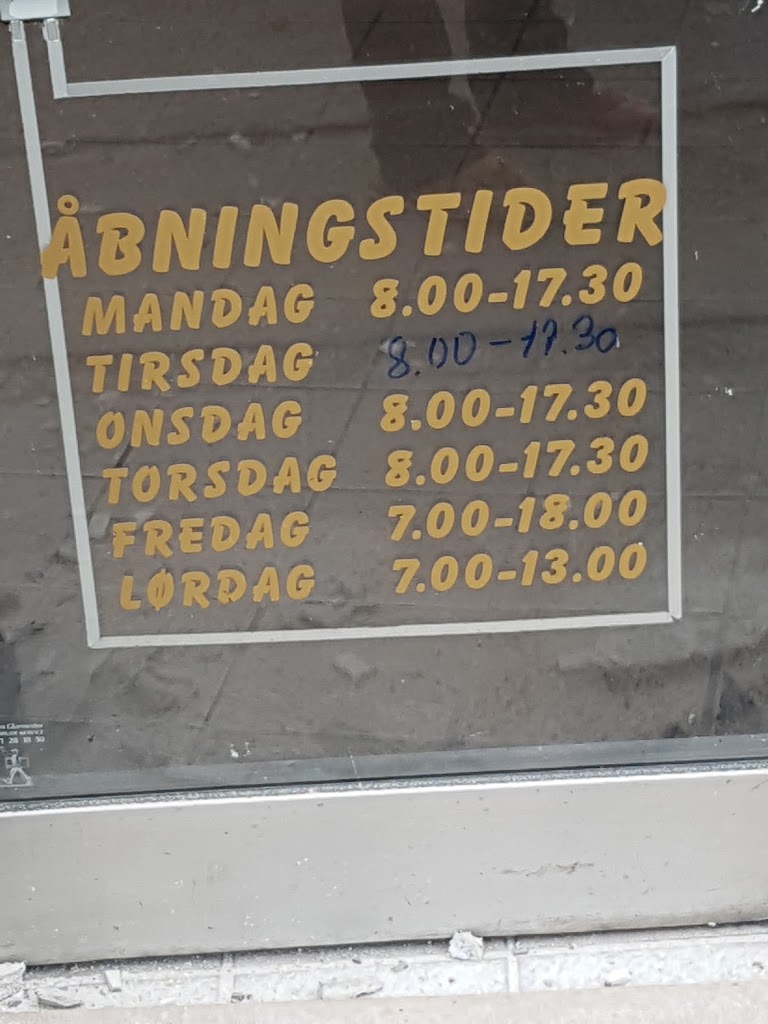 ÅBNINGSTIDER
MANDAG 8.00-17.30
TIRSDAG 8.00-17.30
ONSDAG 8.00-17.30
TORSDAG 8.00-17.30
FREDAG 7.00-18.00
LØRDAG 7.00-13.00